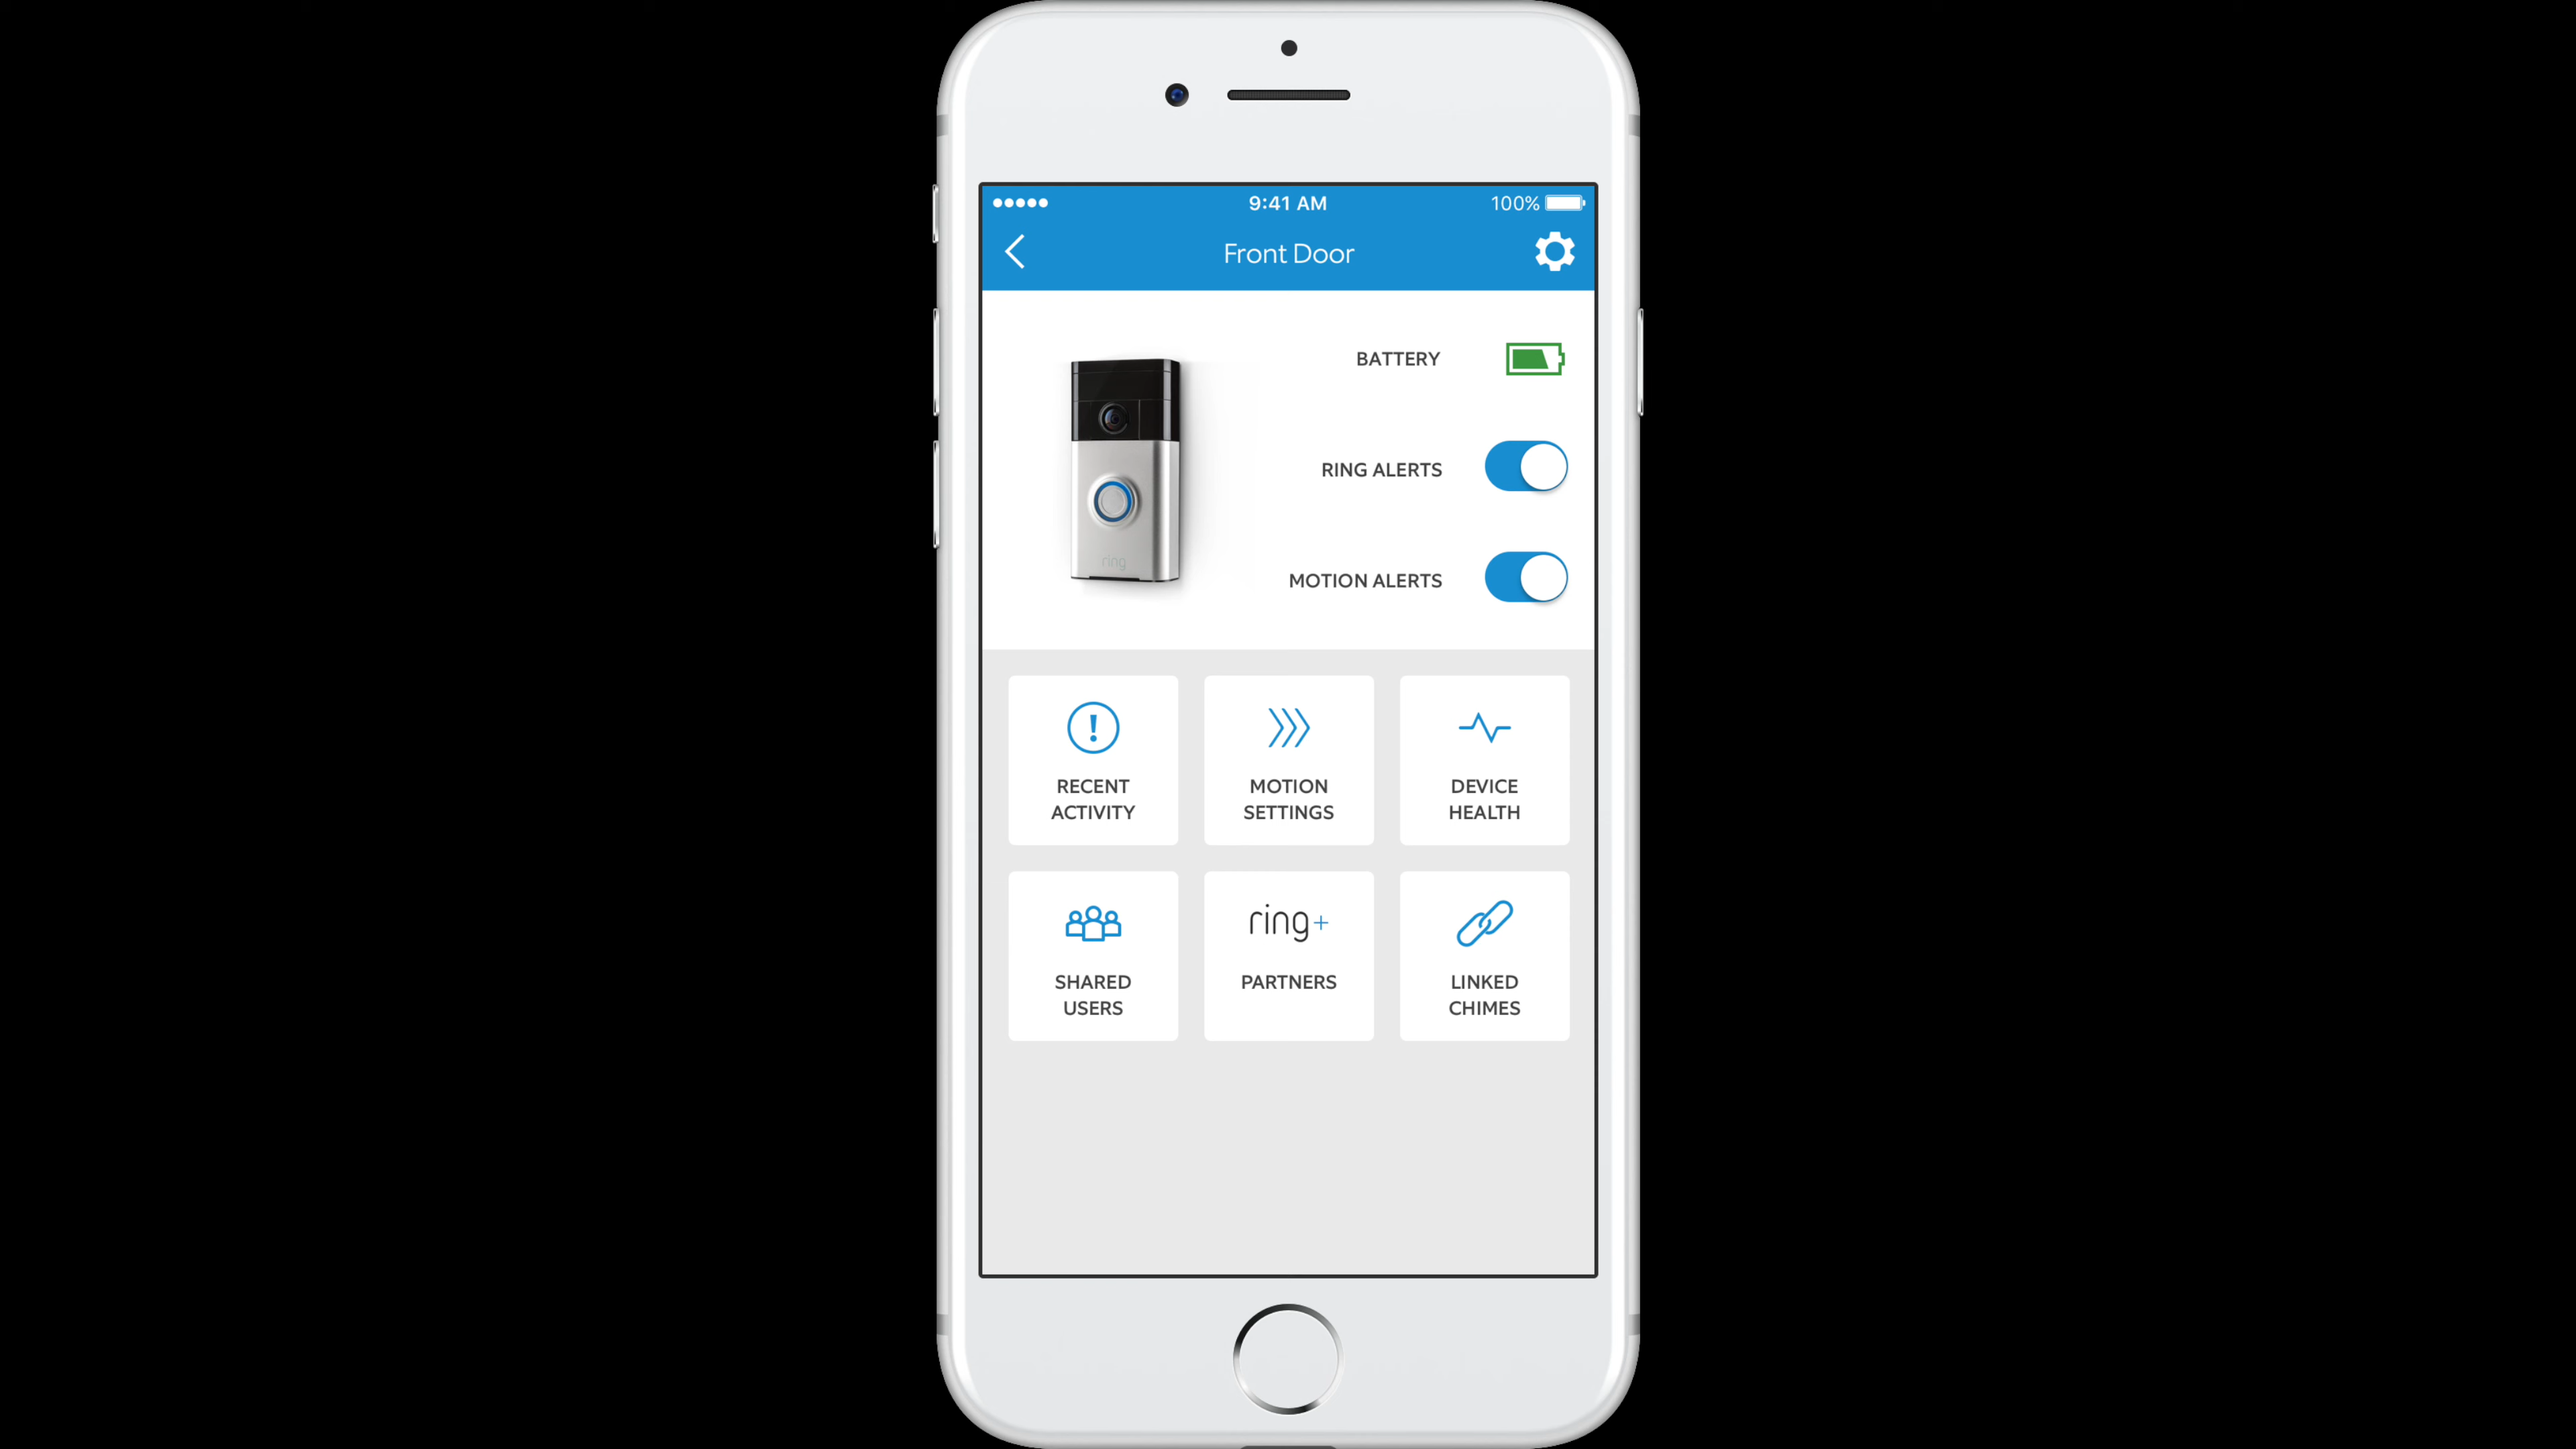 9:41 AM
100%
Front Door
BATTERY
RING ALERTS
ring
MOTION ALERTS
RECENT
ACTIVITY
MOTION
SETTINGS
DEVICE
HEALTH
SHARED
USERS
ring+
PARTNERS
LINKED
CHIMES